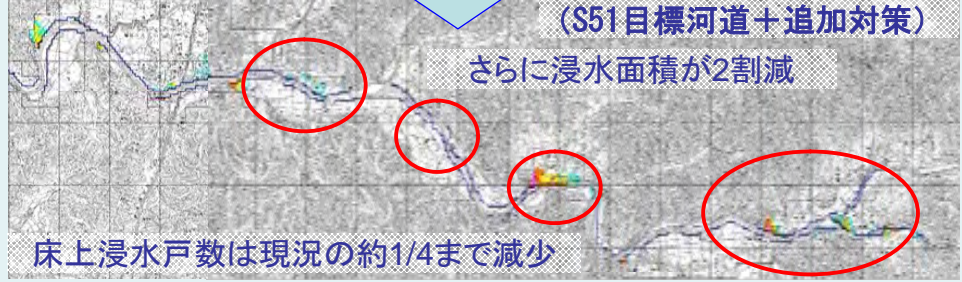 （S51目標河道＋追加対策）
さらに浸水面積が2割減
床上浸水戸数は現況の約1/4まで減少